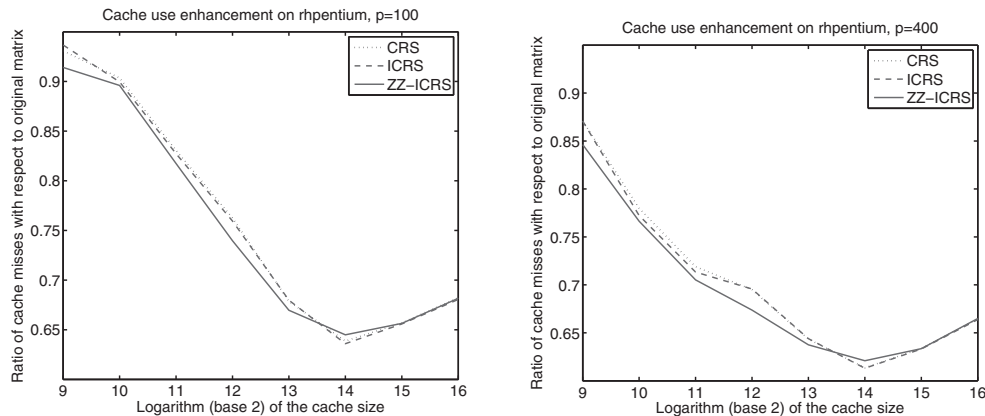 Cache use enhancement on rhpentium, p=100
CRS
ICRS
ZZ-ICRS
Ratio of cache misses with respect to original matrix
0.9
0.85
0.8
0.75
0.7
0.65
9 10 11 12 13 14 15 16
Logarithm (base 2) of the cache size
Cache use enhancement on rhpentium, p=400
CRS
ICRS
ZZ-ICRS
Ratio of cache misses with respect to original matrix
0.9
0.85
0.8
0.75
0.7
0.65
9 10 11 12 13 14 15 16
Logarithm (base 2) of the cache size